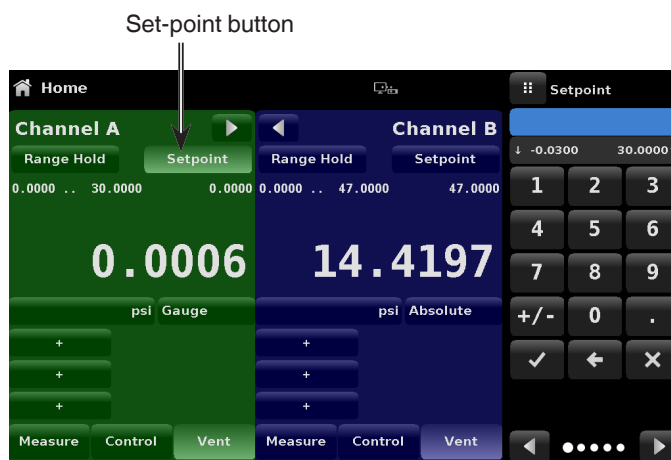 Set-point button
Home
Setpoint
Channel A
Channel B
Range Hold Setpoint Range Hold Setpoint
↓ -0.0300 30.0000
0.0000 .. 30.0000 0.0000 0.0000 .. 47.0000 47.0000
1 2 3
4 5 6
0.0006 14.4197
7 8 9
psi Gauge psi Absolute
+/- 0 .
+ +
+ +
+ +
Measure Control Vent Measure Control Vent